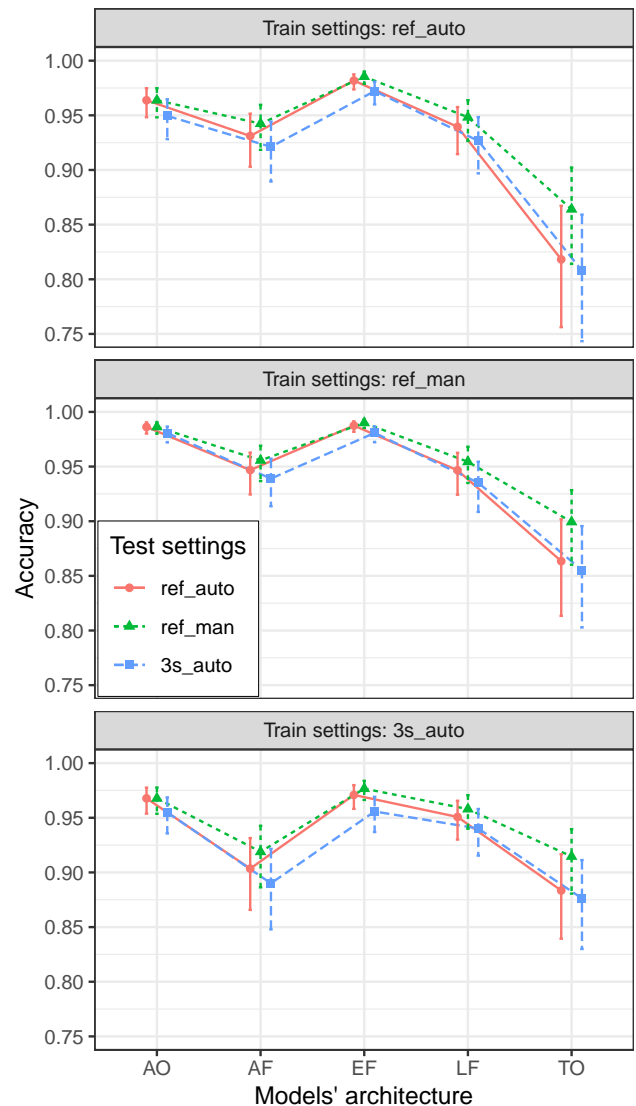 Train settings: ref_auto
1.00
0.95
0.90
0.85
0.80
0.75
Train settings: ref_man
1.00
0.95
0.90
0.85
0.80
0.75
Accuracy
Test settings
ref_auto
ref_man
3s_auto
Train settings: 3s_auto
1.00
0.95
0.90
0.85
0.80
0.75
AO AF EF LF TO
Models' architecture